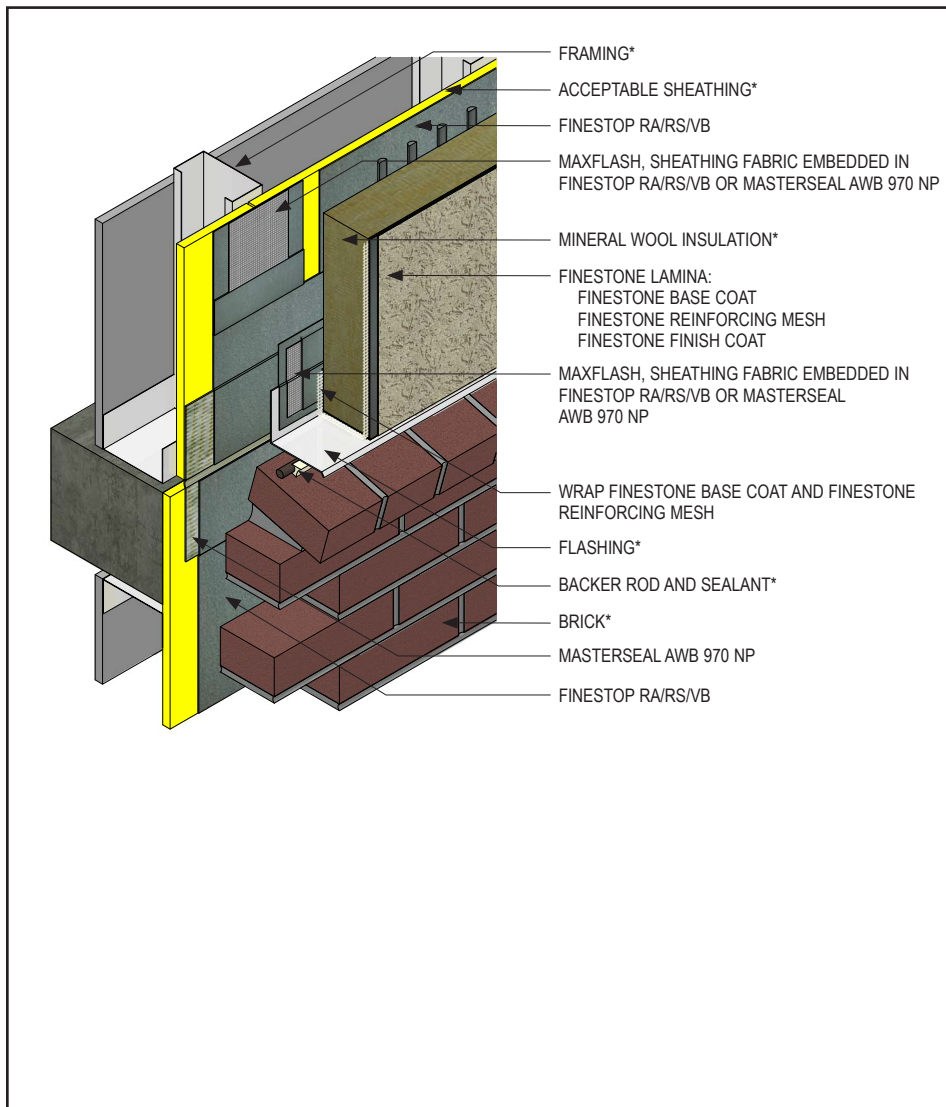 FRAMING*
ACCEPTABLE SHEATHING*
FINESTOP RA/RS/VB
MAXFLASH, SHEATHING FABRIC EMBEDDED IN
FINESTOP RA/RS/VB OR MASTERSEAL AWB 970 NP
MINERAL WOOL INSULATION*
FINESTONE LAMINA:
FINESTONE BASE COAT
FINESTONE REINFORCING MESH
FINESTONE FINISH COAT
MAXFLASH, SHEATHING FABRIC EMBEDDED IN
FINESTOP RA/RS/VB OR MASTERSEAL
AWB 970 NP
WRAP FINESTONE BASE COAT AND FINESTONE
REINFORCING MESH
FLASHING*
BACKER ROD AND SEALANT*
BRICK*
MASTERSEAL AWB 970 NP
FINESTOP RA/RS/VB